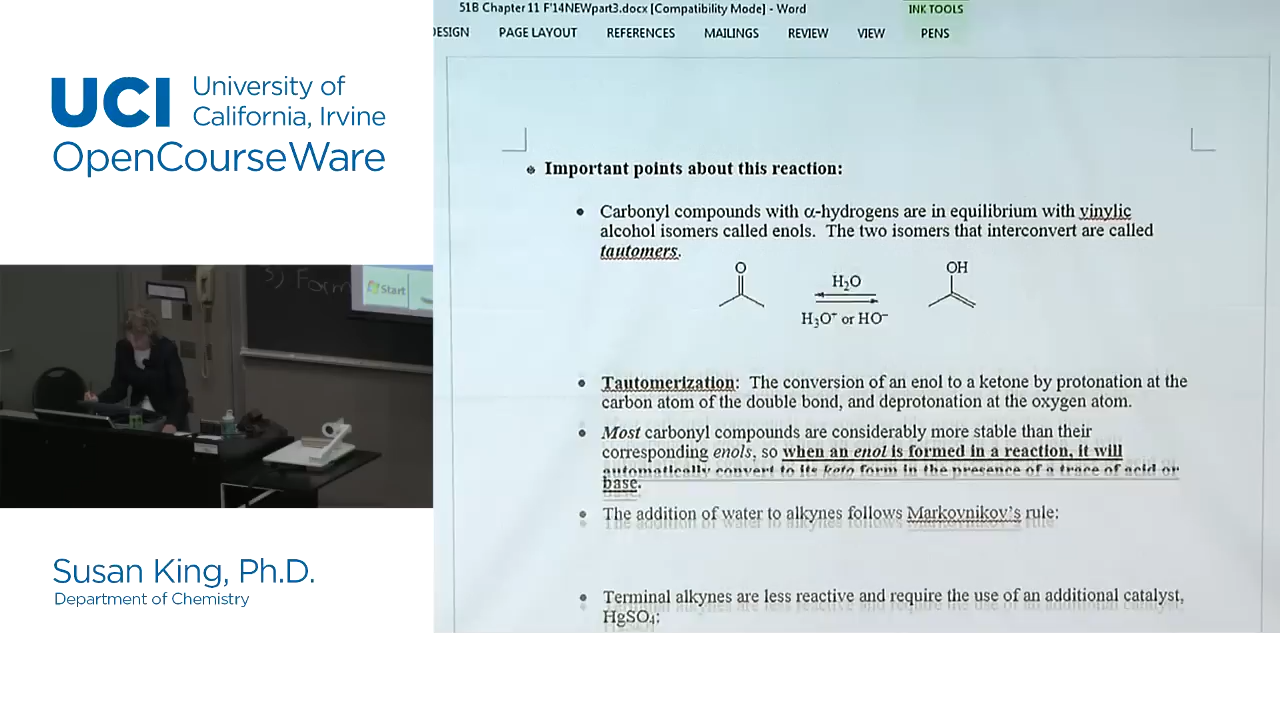 51B Chapter 11 F'14NEWpart3.docx [Compatibility Mode] - Word
INK TOOLS
DESIGN PAGE LAYOUT REFERENCES MAILINGS REVIEW VIEW PENS
UCI University of California, Irvine
OpenCourseWare
Important points about this reaction:
Carbonyl compounds with α-hydrogens are in equilibrium with vinylic
alcohol isomers called enols. The two isomers that interconvert are called
tautomers.
O
H₂O
H₃O⁺ or HO⁻
OH
Tautomerization: The conversion of an enol to a ketone by protonation at the
carbon atom of the double bond, and deprotonation at the oxygen atom.
Most carbonyl compounds are considerably more stable than their
corresponding enols, so when an enol is formed in a reaction, it will
automatically convert to its keto form in the presence of a trace of acid or
base.
The addition of water to alkynes follows Markovnikov's rule:
Terminal alkynes are less reactive and require the use of an additional catalyst,
HgSO₄:
3) Form
Start
Susan King, Ph.D.
Department of Chemistry